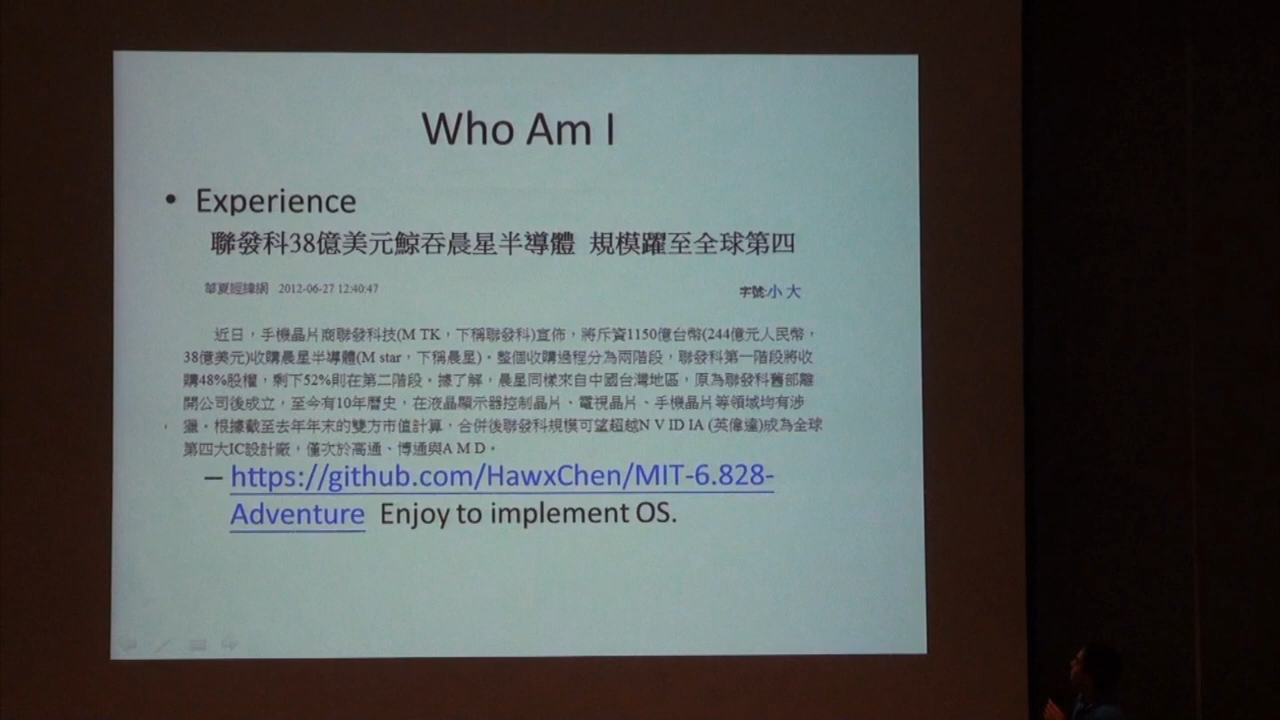 Who Am I
• Experience
聯發科38億美元鯨吞晨星半導體 規模躍至全球第四
華夏經緯網 2012-06-27 12:40:47 字號:小 大
近日，手機晶片商聯發科技(M TK，下稱聯發科)宣佈，將斥資1150億台幣(244億元人民幣，
38億美元)收購晨星半導體(M star，下稱晨星)。整個收購過程分為兩階段，聯發科第一階段將收
購48%股權，剩下52%則在第二階段。據了解，晨星同樣來自中國台灣地區，原為聯發科舊部離
開公司後成立，至今有10年曆史，在液晶顯示器控制晶片、電視晶片、手機晶片等領域均有涉
獵。根據截至去年年末的雙方市值計算，合併後聯發科規模可望超越N V ID IA (英偉達)成為全球
第四大IC設計廠，僅次於高通、博通與A M D。
– https://github.com/HawxChen/MIT-6.828-
Adventure Enjoy to implement OS.